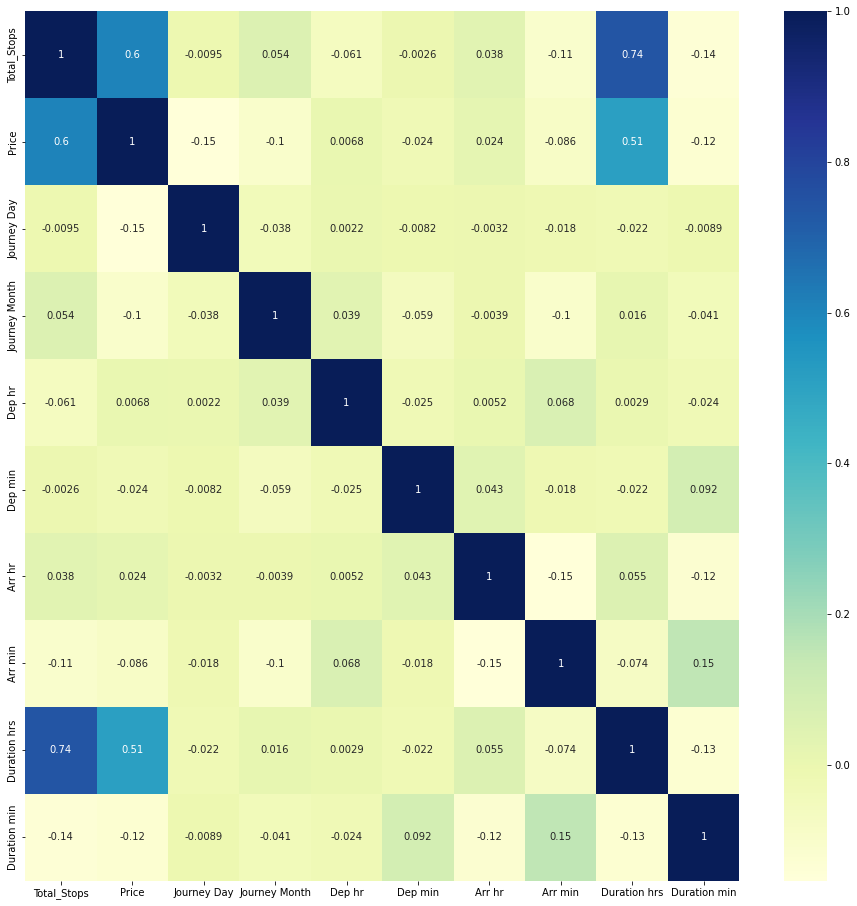 Total_Stops 1 0.6 -0.0095 0.054 -0.061 -0.0026 0.038 -0.11 0.74 -0.14
Price 0.6 1 -0.15 -0.1 0.0068 -0.024 0.024 -0.086 0.51 -0.12
Journey Day -0.0095 -0.15 1 -0.038 0.0022 -0.0082 -0.0032 -0.018 -0.022 -0.0089
Journey Month 0.054 -0.1 -0.038 1 0.039 -0.059 -0.0039 -0.1 0.016 -0.041
Dep hr -0.061 0.0068 0.0022 0.039 1 -0.025 0.0052 0.068 0.0029 -0.024
Dep min -0.0026 -0.024 -0.0082 -0.059 -0.025 1 0.043 -0.018 -0.022 0.092
Arr hr 0.038 0.024 -0.0032 -0.0039 0.0052 0.043 1 -0.15 0.055 -0.12
Arr min -0.11 -0.086 -0.018 -0.1 0.068 -0.018 -0.15 1 -0.074 0.15
Duration hrs 0.74 0.51 -0.022 0.016 0.0029 -0.022 0.055 -0.074 1 -0.13
Duration min -0.14 -0.12 -0.0089 -0.041 -0.024 0.092 -0.12 0.15 -0.13 1
Total_Stops Price Journey Day Journey Month Dep hr Dep min Arr hr Arr min Duration hrs Duration min
1.0
0.8
0.6
0.4
0.2
0.0